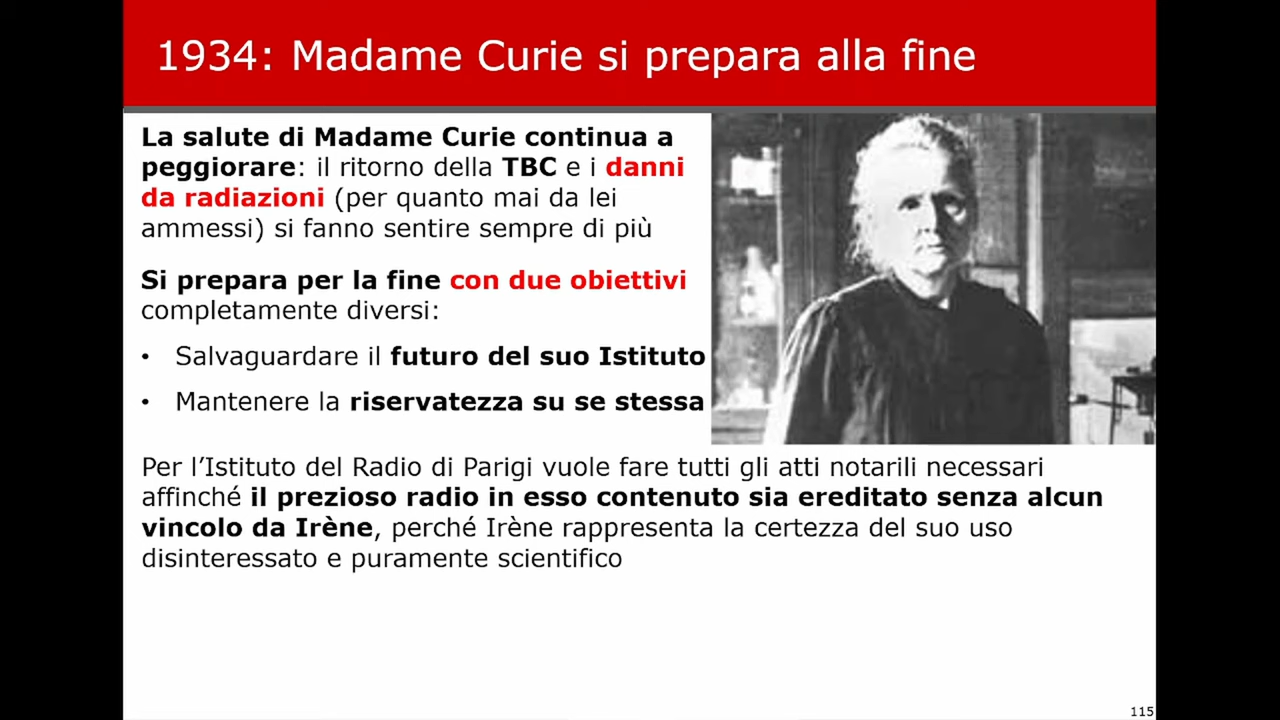 1934: Madame Curie si prepara alla fine
La salute di Madame Curie continua a
peggiorare: il ritorno della TBC e i danni
da radiazioni (per quanto mai da lei
ammessi) si fanno sentire sempre di più
Si prepara per la fine con due obiettivi
completamente diversi:
• Salvaguardare il futuro del suo Istituto
• Mantenere la riservatezza su se stessa
Per l’Istituto del Radio di Parigi vuole fare tutti gli atti notarili necessari
affinché il prezioso radio in esso contenuto sia ereditato senza alcun
vincolo da Irène, perché Irène rappresenta la certezza del suo uso
disinteressato e puramente scientifico
115